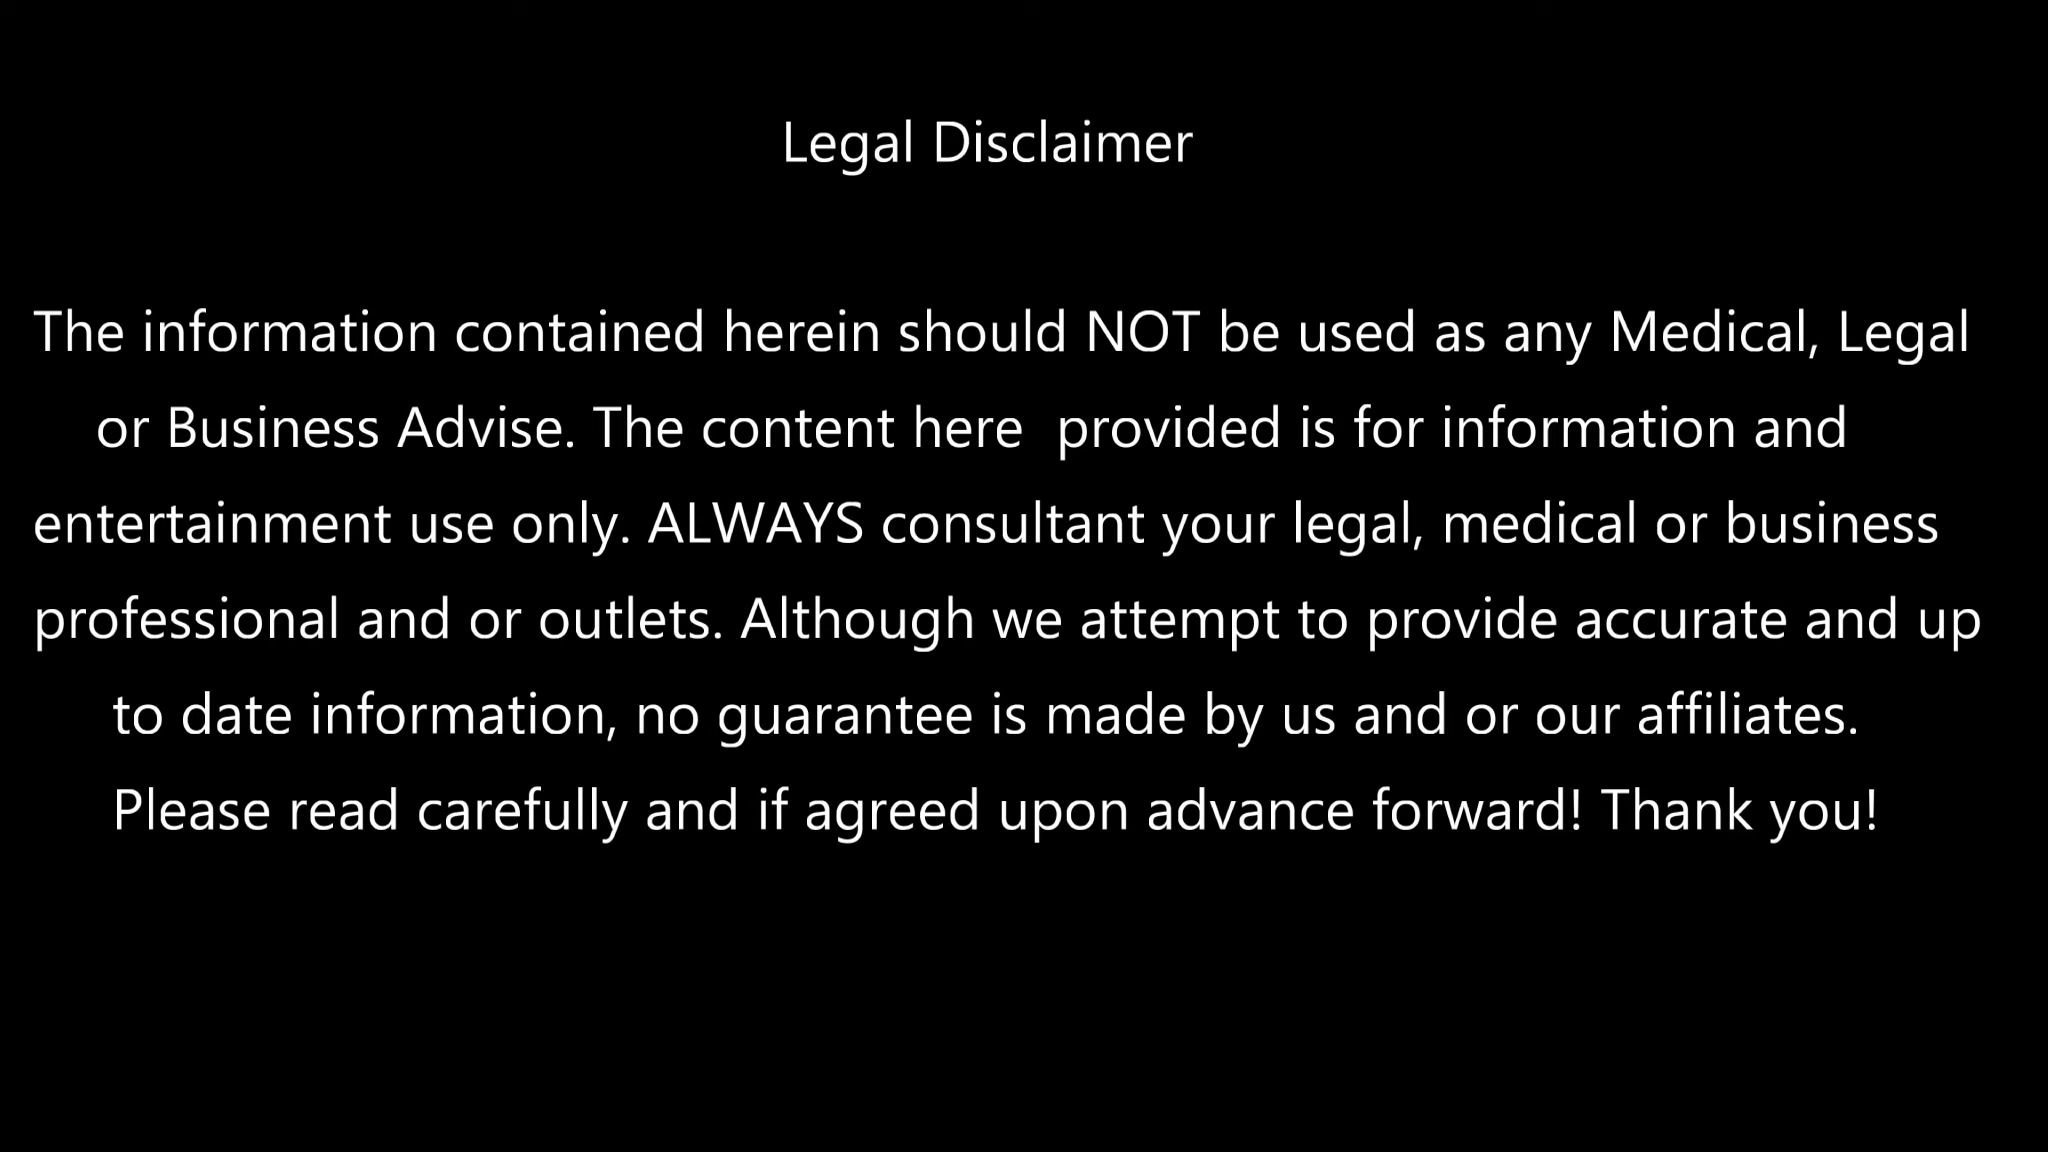 Legal Disclaimer
The information contained herein should NOT be used as any Medical, Legal
or Business Advise. The content here  provided is for information and
entertainment use only. ALWAYS consultant your legal, medical or business
professional and or outlets. Although we attempt to provide accurate and up
to date information, no guarantee is made by us and or our affiliates.
Please read carefully and if agreed upon advance forward! Thank you!